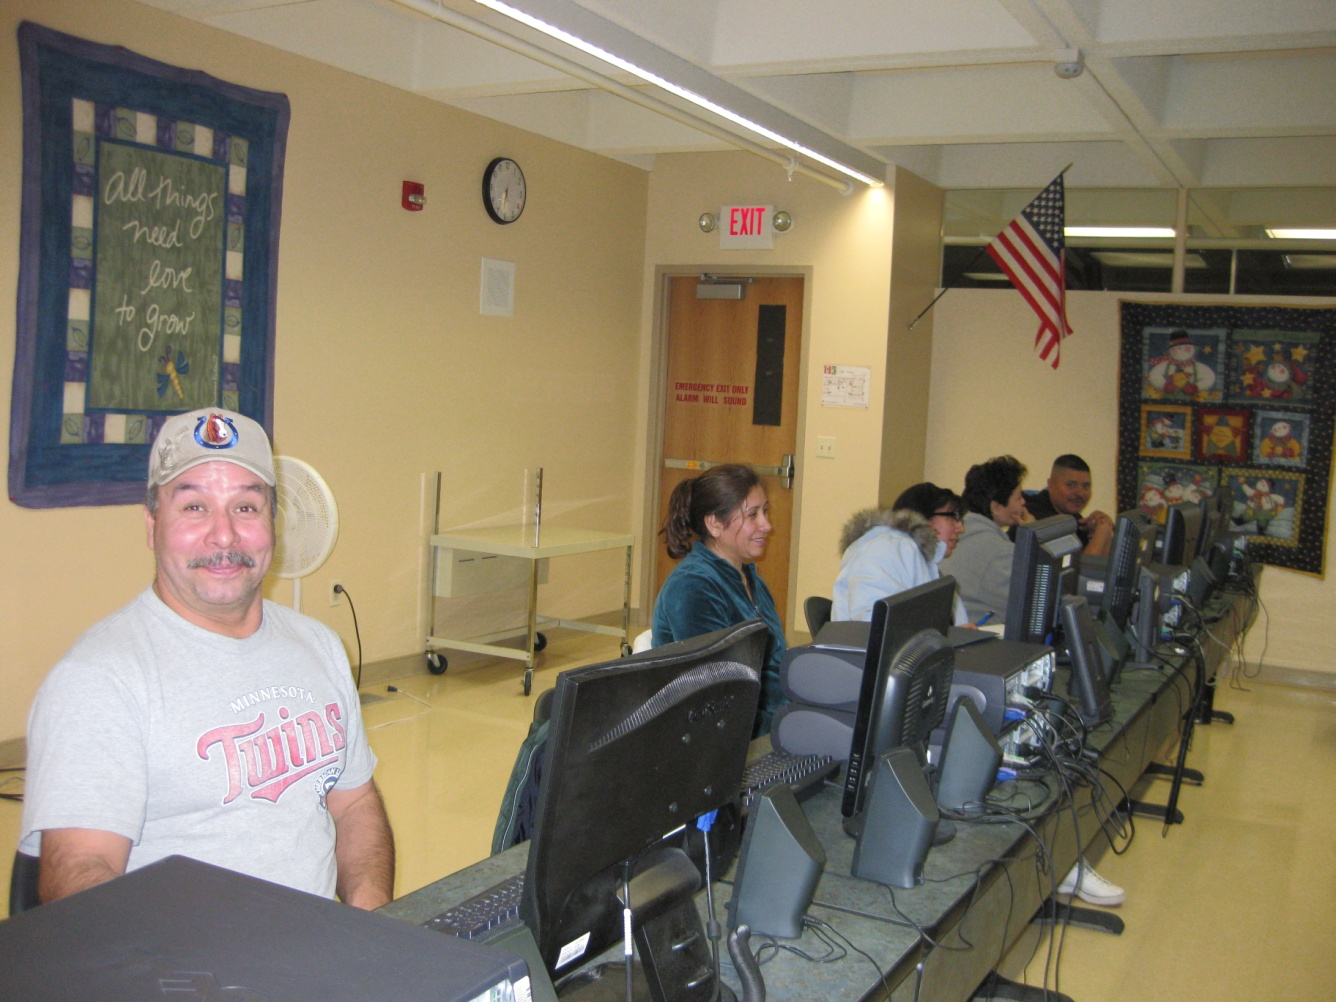 all things
need
love
to grow
EXIT
EMERGENCY EXIT ONLY
ALARM WILL SOUND
MINNESOTA
Twins